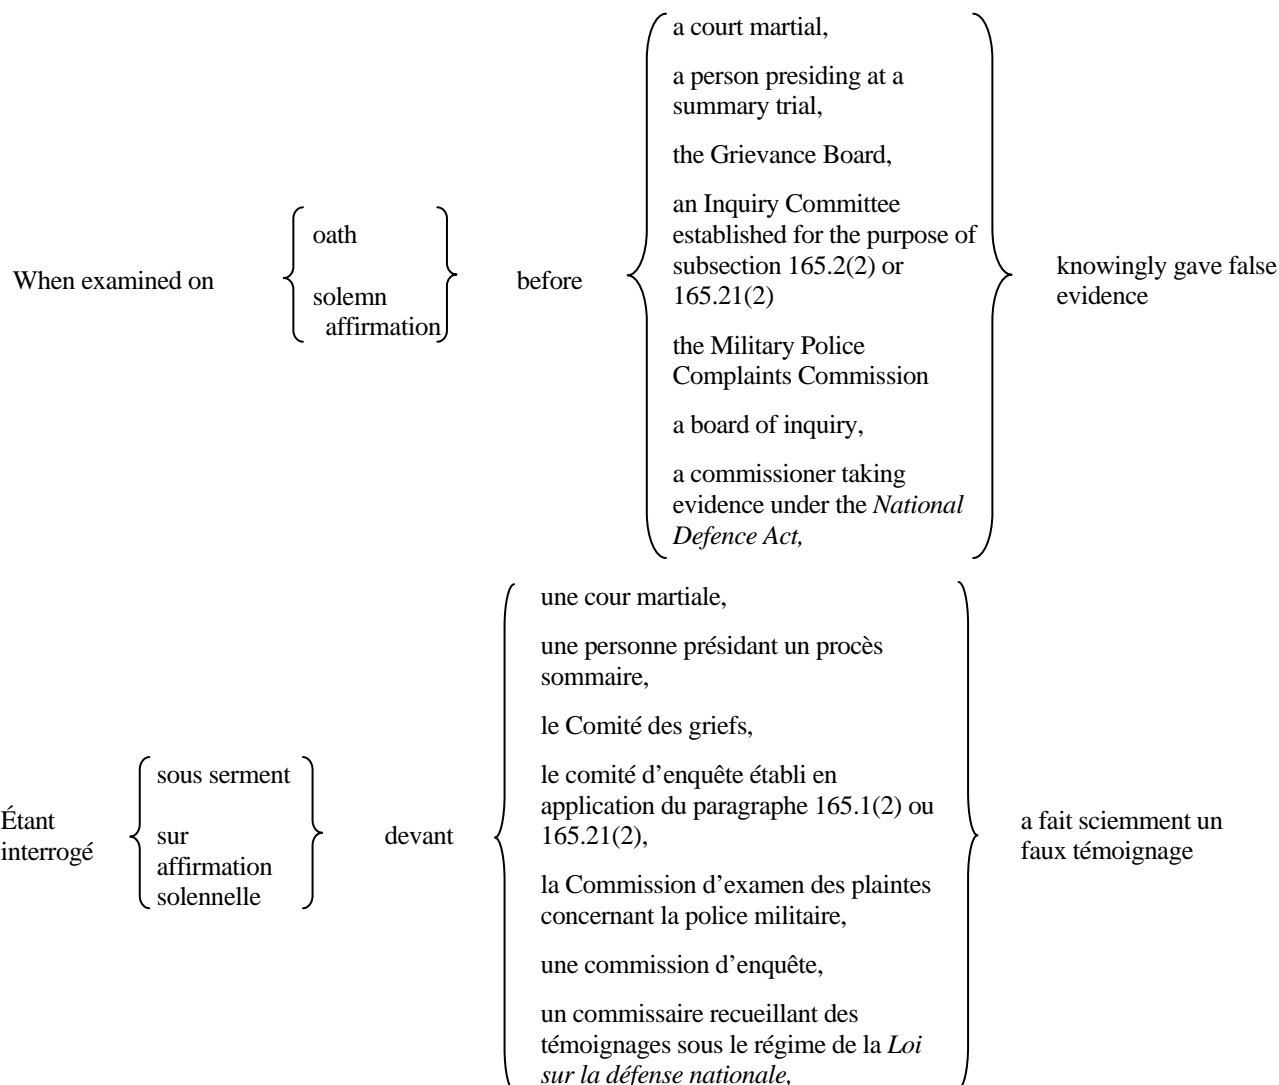 When examined on
oath
solemn
affirmation
before
a court martial,
a person presiding at a
summary trial,
the Grievance Board,
an Inquiry Committee
established for the purpose of
subsection 165.2(2) or
165.21(2)
the Military Police
Complaints Commission
a board of inquiry,
a commissioner taking
evidence under the National
Defence Act,
knowingly gave false
evidence
Étant
interrogé
sous serment
sur
affirmation
solennelle
devant
une cour martiale,
une personne présidant un procès
sommaire,
le Comité des griefs,
le comité d’enquête établi en
application du paragraphe 165.1(2) ou
165.21(2),
la Commission d’examen des plaintes
concernant la police militaire,
une commission d’enquête,
un commissaire recueillant des
témoignages sous le régime de la Loi
sur la défense nationale,
a fait sciemment un
faux témoignage